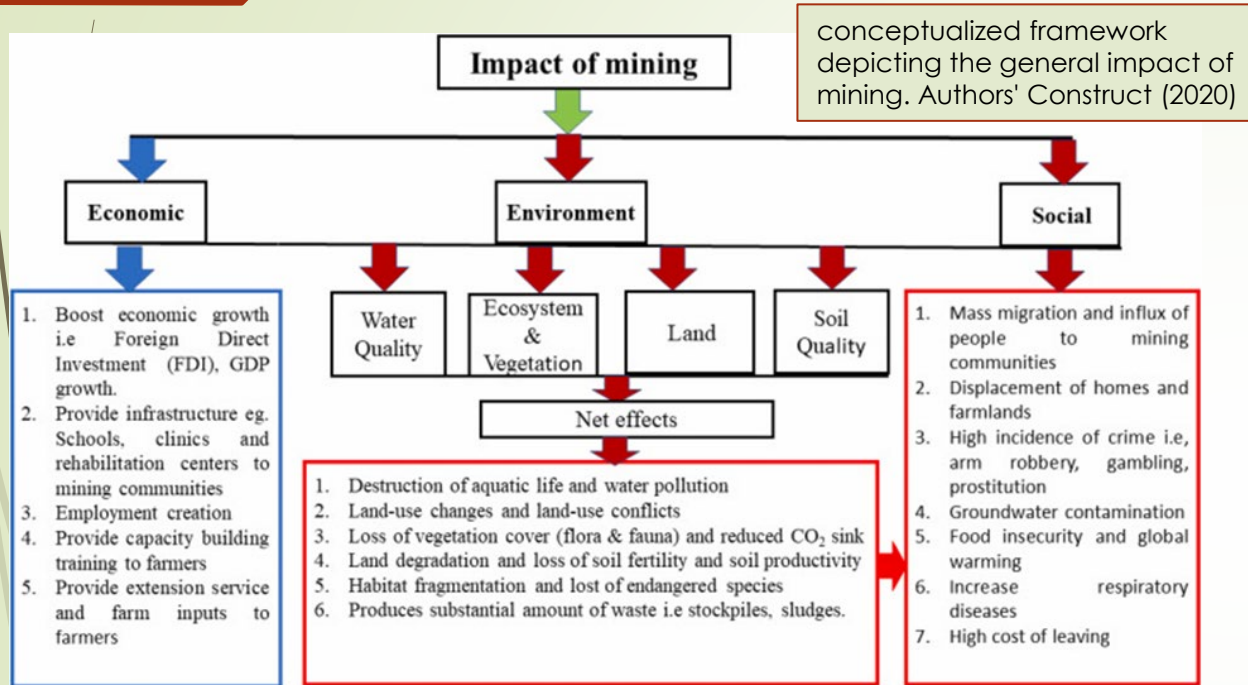 conceptualized framework
depicting the general impact of
mining. Authors' Construct (2020)
Impact of mining
Economic
Environment
Social
Water
Quality
Ecosystem
&
Vegetation
Land
Soil
Quality
Net effects
1. Boost economic growth
i.e Foreign Direct
Investment (FDI), GDP
growth.
2. Provide infrastructure eg.
Schools, clinics and
rehabilitation centers to
mining communities
3. Employment creation
4. Provide capacity building
training to farmers
5. Provide extension service
and farm inputs to
farmers
1. Destruction of aquatic life and water pollution
2. Land-use changes and land-use conflicts
3. Loss of vegetation cover (flora & fauna) and reduced CO₂ sink
4. Land degradation and loss of soil fertility and soil productivity
5. Habitat fragmentation and lost of endangered species
6. Produces substantial amount of waste i.e stockpiles, sludges.
1. Mass migration and influx of
people to mining
communities
2. Displacement of homes and
farmlands
3. High incidence of crime i.e,
arm robbery, gambling,
prostitution
4. Groundwater contamination
5. Food insecurity and global
warming
6. Increase respiratory
diseases
7. High cost of leaving